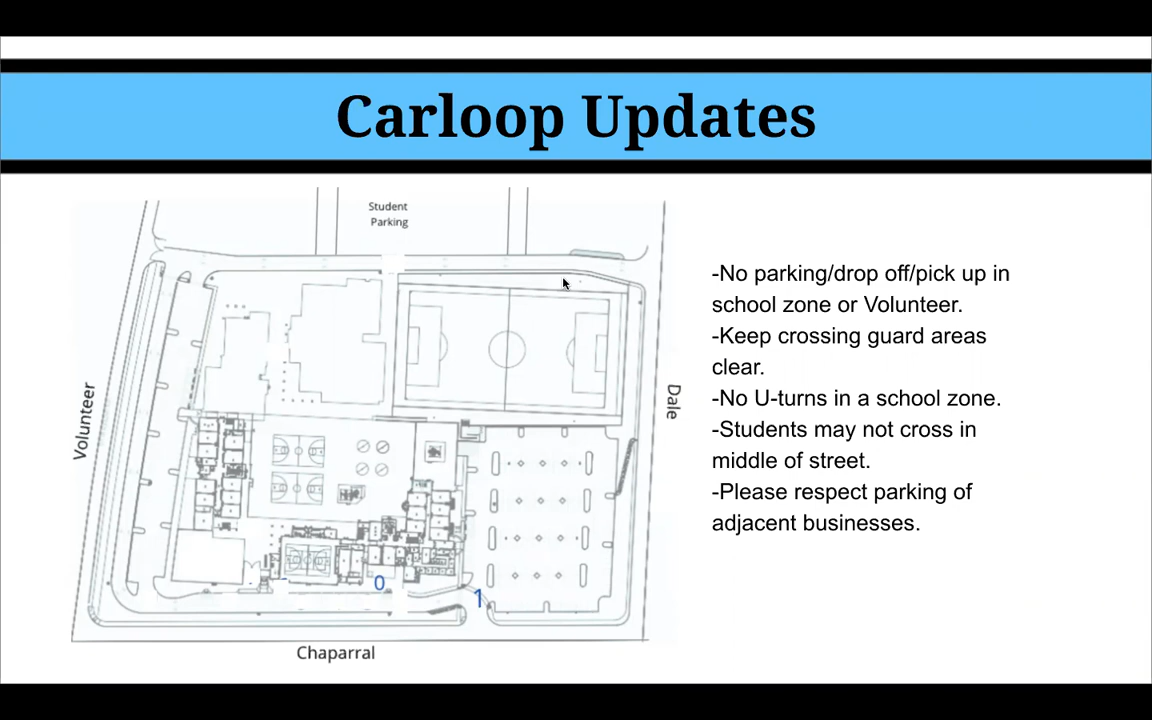 Carloop Updates
Student
Parking
Volunteer
Dale
0
1
Chaparral
-No parking/drop off/pick up in
school zone or Volunteer.
-Keep crossing guard areas
clear.
-No U-turns in a school zone.
-Students may not cross in
middle of street.
-Please respect parking of
adjacent businesses.